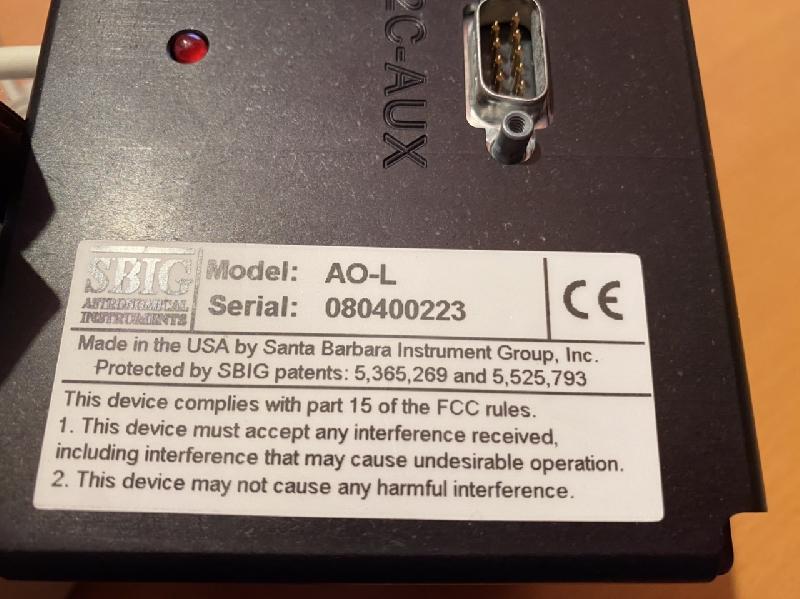 2C-AUX
SBIG
ASTRONOMICAL
INSTRUMENTS
Model: AO-L
Serial: 080400223
CE
Made in the USA by Santa Barbara Instrument Group, Inc.
Protected by SBIG patents: 5,365,269 and 5,525,793
This device complies with part 15 of the FCC rules.
1. This device must accept any interference received,
including interference that may cause undesirable operation.
2. This device may not cause any harmful interference.